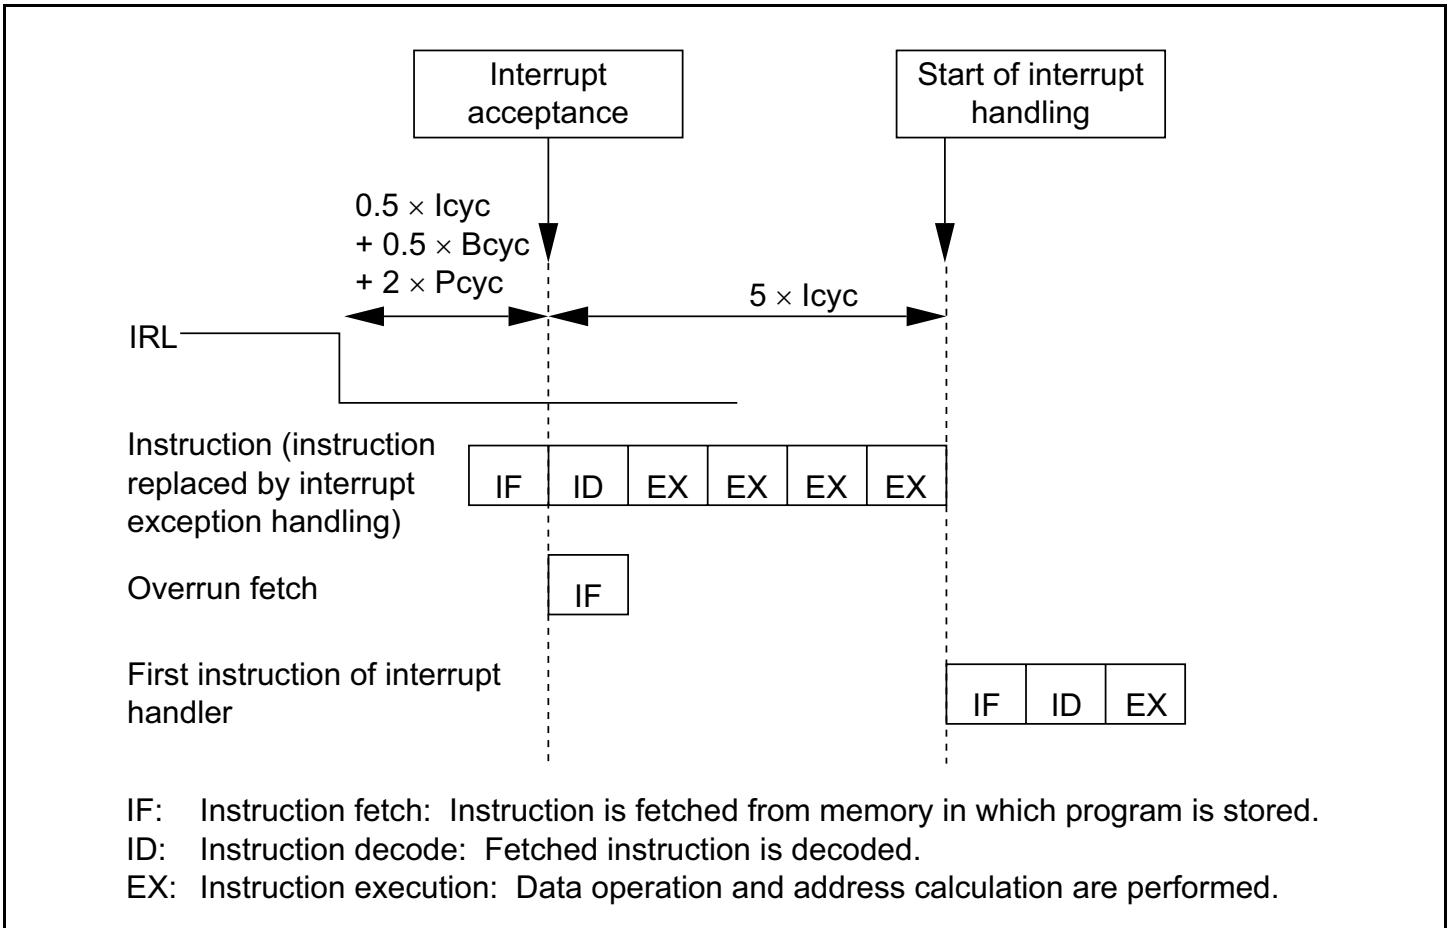 Interrupt
acceptance
Start of interrupt
handling
0.5 × Icyc
+ 0.5 × Bcyc
+ 2 × Pcyc
5 × Icyc
IRL
Instruction (instruction
replaced by interrupt
exception handling)
IF ID EX EX EX EX
Overrun fetch
IF
First instruction of interrupt
handler
IF ID EX
IF: Instruction fetch: Instruction is fetched from memory in which program is stored.
ID: Instruction decode: Fetched instruction is decoded.
EX: Instruction execution: Data operation and address calculation are performed.